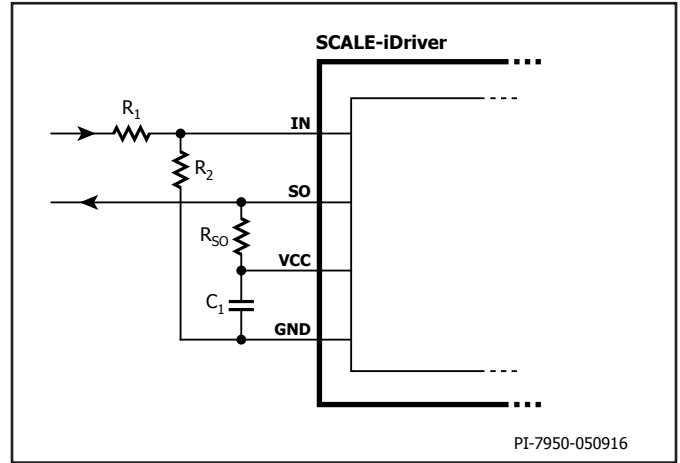 SCALE-iDriver
R1
IN
R2
SO
RSO
VCC
C1
GND
PI-7950-050916